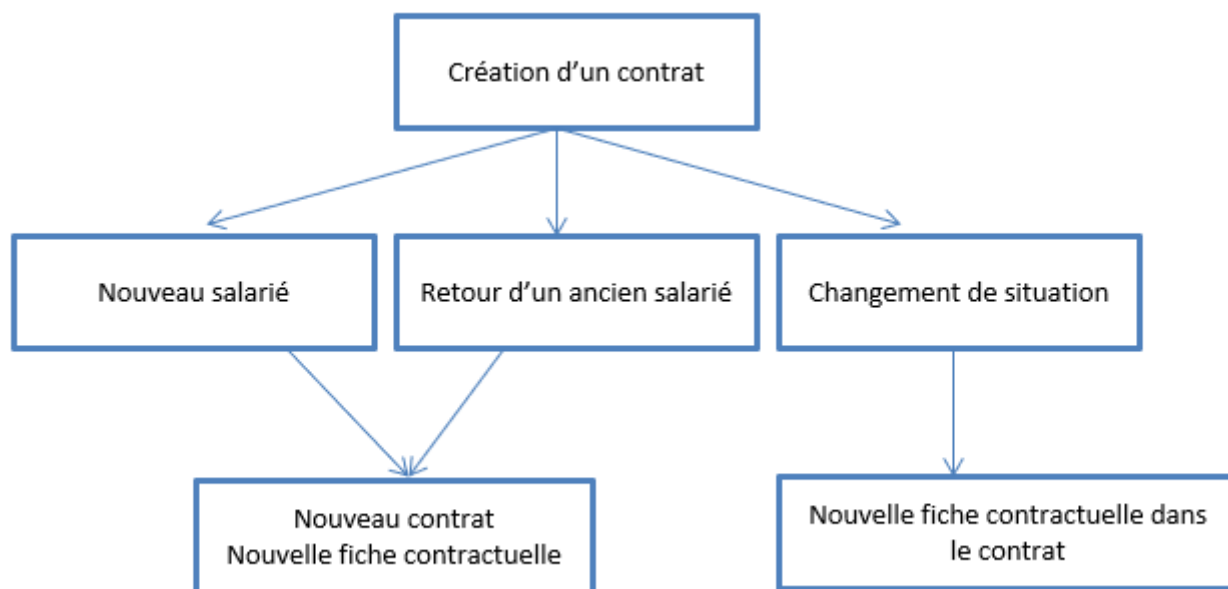 Création d’un contrat
Nouveau salarié
Retour d’un ancien salarié
Changement de situation
Nouveau contrat
Nouvelle fiche contractuelle
Nouvelle fiche contractuelle dans
le contrat